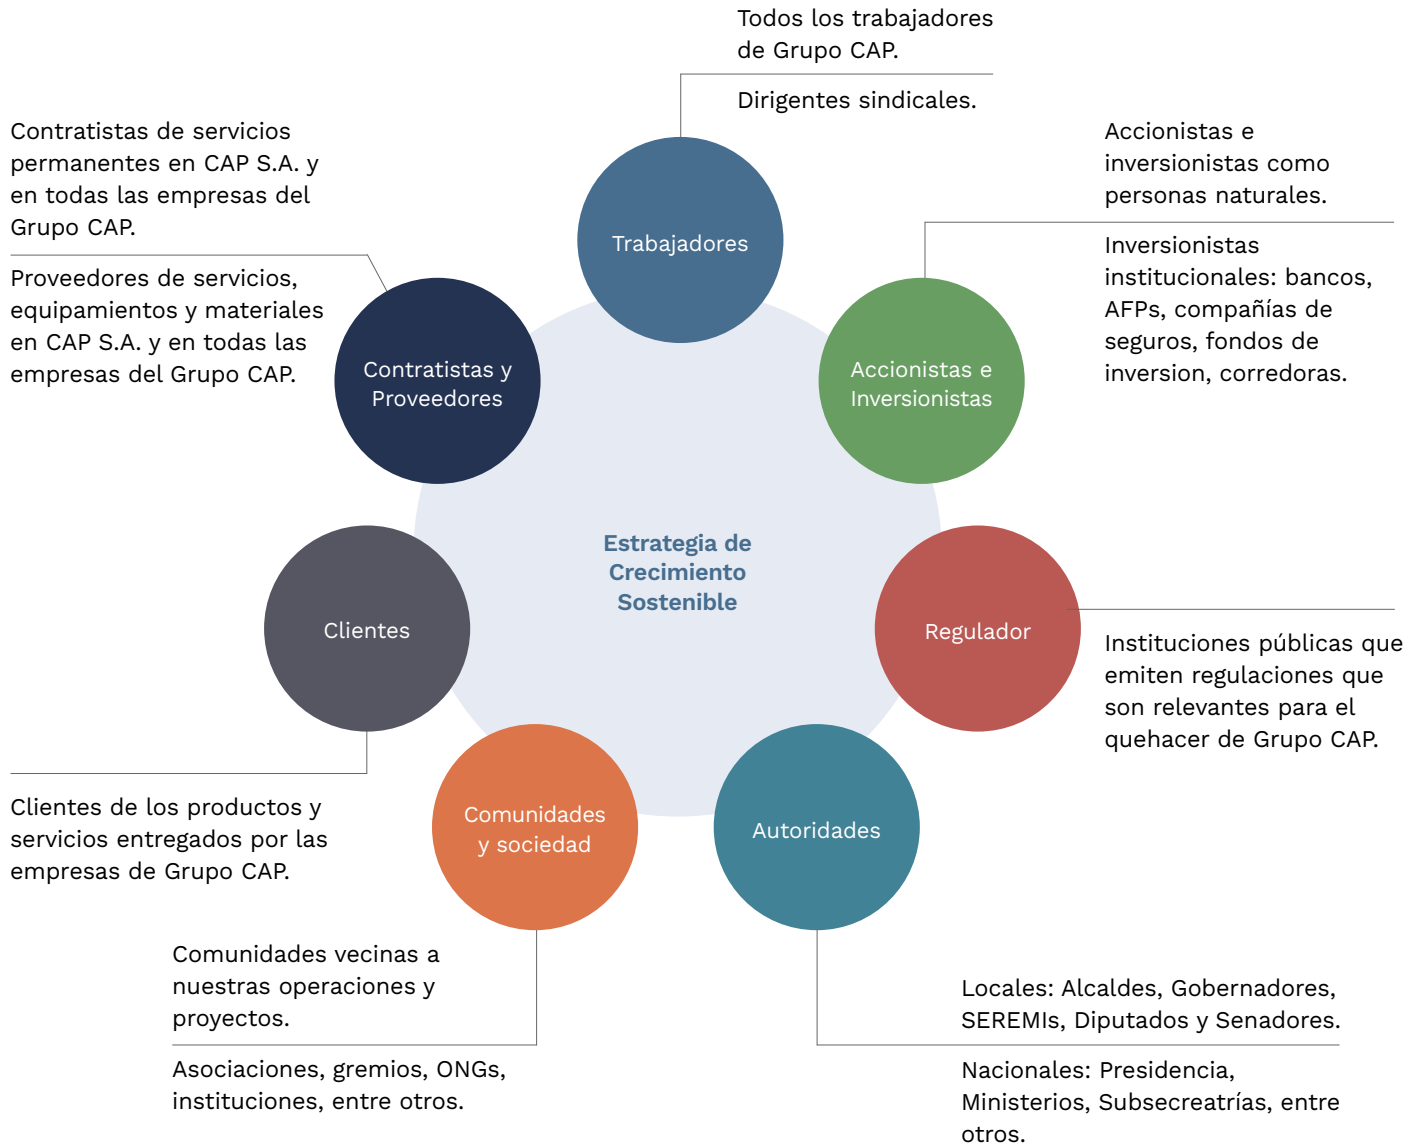 Todos los trabajadores
de Grupo CAP.
Dirigentes sindicales.
Trabajadores
Accionistas e
inversionistas como
personas naturales.
Inversionistas
institucionales: bancos,
AFPs, compañías de
seguros, fondos de
inversion, corredoras.
Accionistas e
Inversionistas
Contratistas de servicios
permanentes en CAP S.A. y
en todas las empresas del
Grupo CAP.
Proveedores de servicios,
equipamientos y materiales
en CAP S.A. y en todas las
empresas del Grupo CAP.
Contratistas y
Proveedores
Estrategia de
Crecimiento
Sostenible
Clientes
Clientes de los productos y
servicios entregados por las
empresas de Grupo CAP.
Regulador
Instituciones públicas que
emiten regulaciones que
son relevantes para el
quehacer de Grupo CAP.
Comunidades
y sociedad
Comunidades vecinas a
nuestras operaciones y
proyectos.
Asociaciones, gremios, ONGs,
instituciones, entre otros.
Autoridades
Locales: Alcaldes, Gobernadores,
SEREMIs, Diputados y Senadores.
Nacionales: Presidencia,
Ministerios, Subsecreatrías, entre
otros.